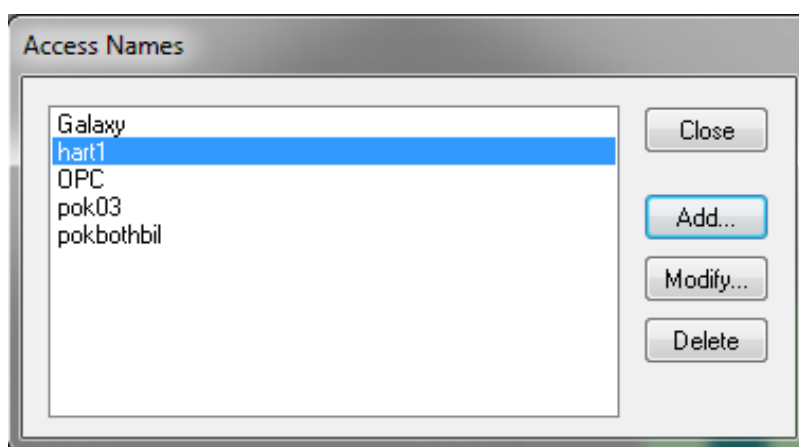 Access Names
Galaxy
hart1
OPC
pok03
pokbothbil
Close
Add...
Modify...
Delete